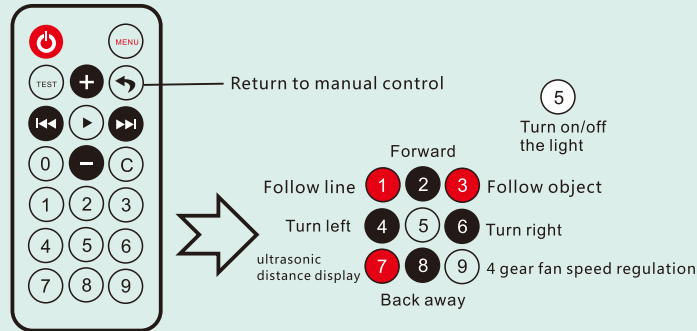 MENU
TEST
Return to manual control
0 C
1 2 3
4 5 6
7 8 9
5
Turn on/off
the light
Forward
Follow line 1 2 3 Follow object
Turn left 4 5 6 Turn right
ultrasonic
distance display 7 8 9 4 gear fan speed regulation
Back away